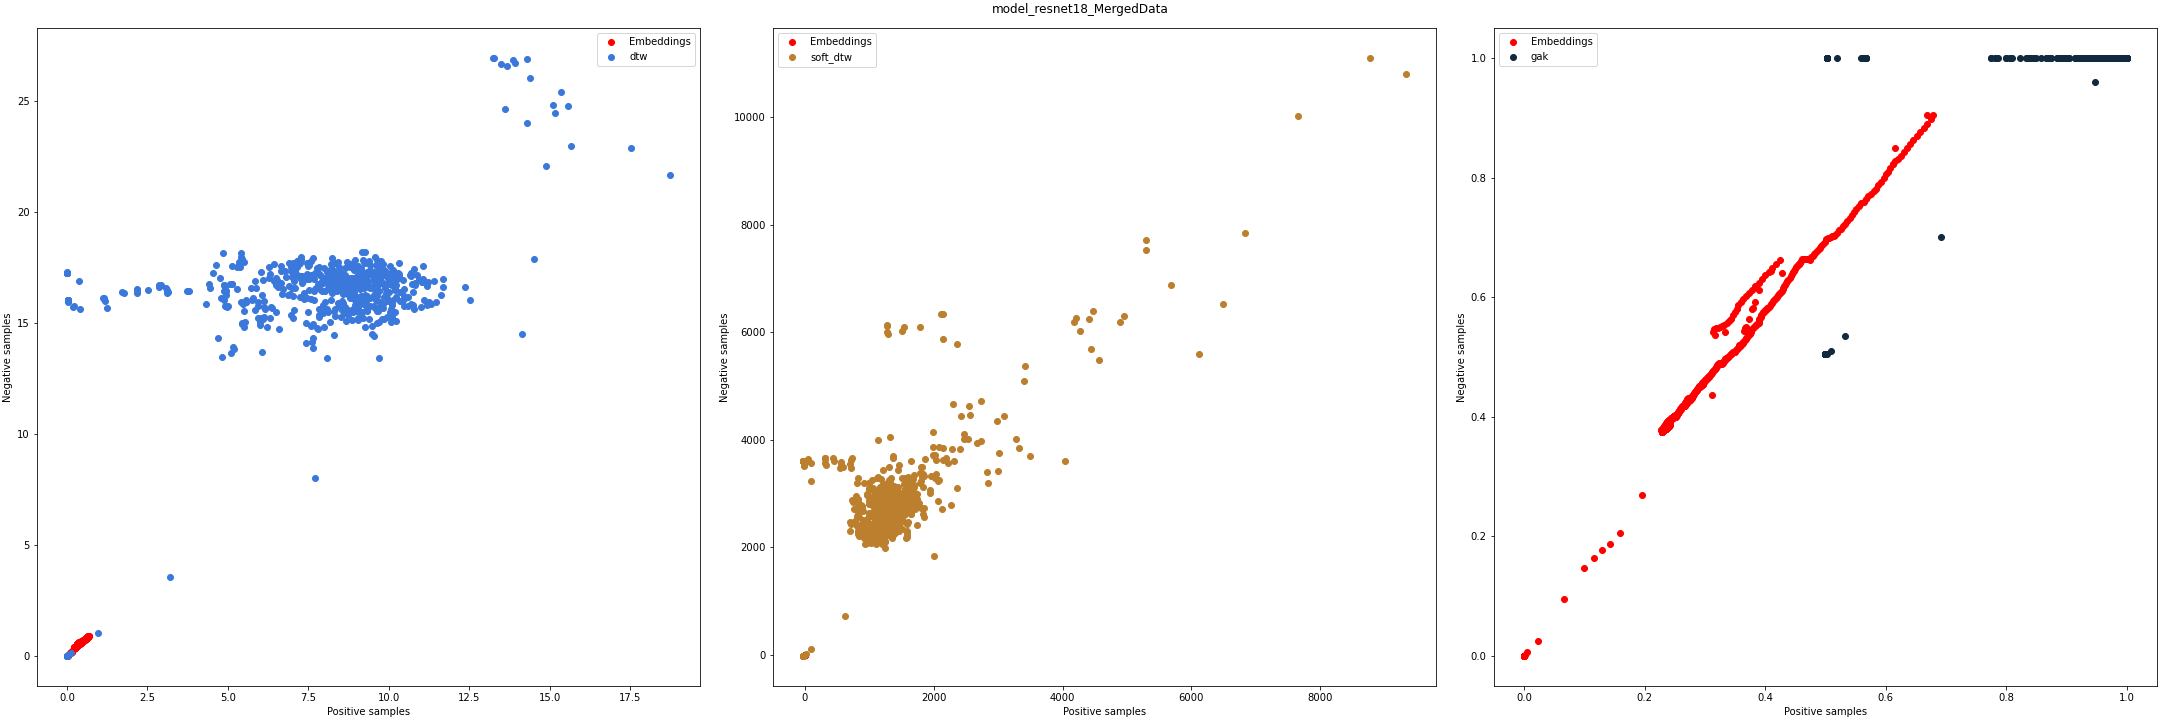 model_resnet18_MergedData
Embeddings
dtw
Negative samples
25
20
15
10
5
0
0.0 2.5 5.0 7.5 10.0 12.5 15.0 17.5
Positive samples
Embeddings
soft_dtw
Negative samples
10000
8000
6000
4000
2000
0
0 2000 4000 6000 8000
Positive samples
Embeddings
gak
Negative samples
1.0
0.8
0.6
0.4
0.2
0.0
0.0 0.2 0.4 0.6 0.8 1.0
Positive samples